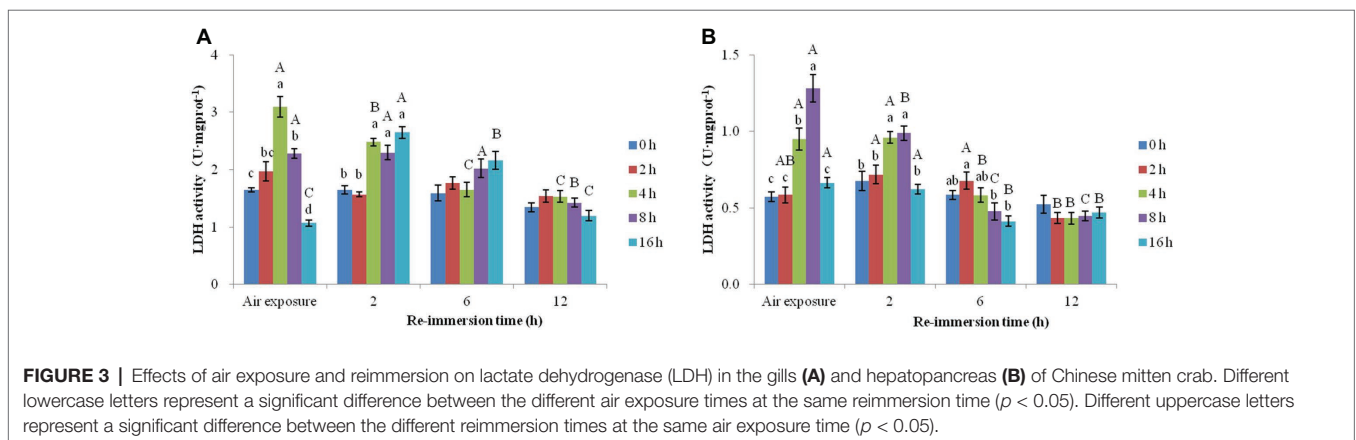 A
LDH activity（U·mgprot⁻¹)
4
3
2
1
0
c
bc
A
a
A
b
C
d
b
b
B
a
A
a
A
a
C
A
B
C
B
C
Air exposure 2 6 12
Re-immersion time (h)
0 h
2 h
4 h
8 h
16 h
B
LDH activity（U·mgprot⁻¹)
1.5
1.0
0.5
0.0
c
AB
c
A
b
A
a
A
c
b
A
b
A
a
B
a
A
b
ab
A
a
B
ab
C
b
B
b
B
B
C
B
Air exposure 2 6 12
Re-immersion time (h)
0 h
2 h
4 h
8 h
16 h
FIGURE 3 | Effects of air exposure and reimmersion on lactate dehydrogenase (LDH) in the gills (A) and hepatopancreas (B) of Chinese mitten crab. Different
lowercase letters represent a significant difference between the different air exposure times at the same reimmersion time (p < 0.05). Different uppercase letters
represent a significant difference between the different reimmersion times at the same air exposure time (p < 0.05).